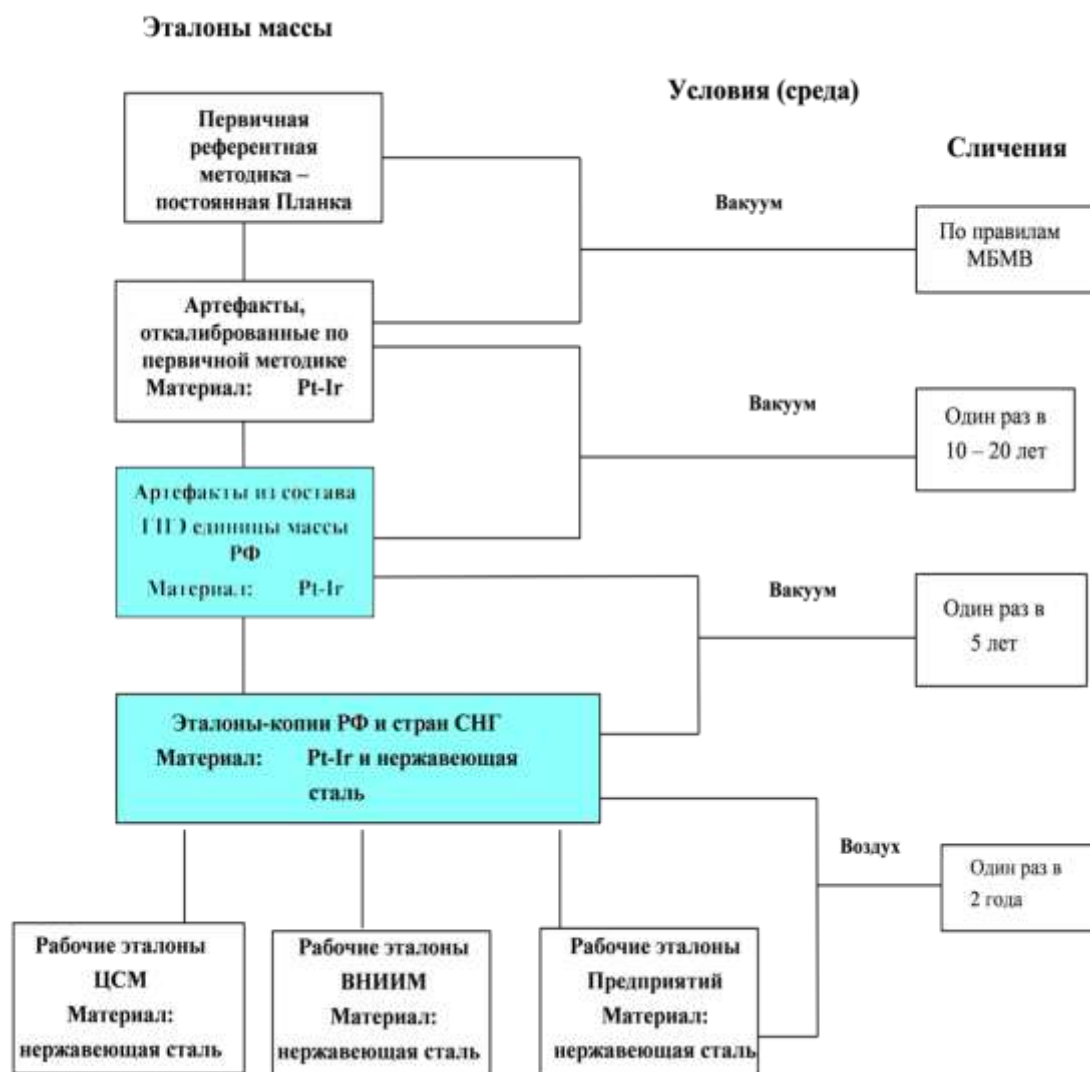 Эталоны массы
Условия (среда)
Сличения
Первичная
референтная
методика –
постоянная Планка
Вакуум
По правилам
МБМВ
Артефакты,
откалиброванные по
первичной методике
Материал: Pt-Ir
Вакуум
Один раз в
10 – 20 лет
Артефакты из состава
ГПЭ единицы массы
РФ
Материал: Pt-Ir
Вакуум
Один раз в
5 лет
Эталоны-копии РФ и стран СНГ
Материал: Pt-Ir и нержавеющая
сталь
Воздух
Один раз в
2 года
Рабочие эталоны
ЦСМ
Материал:
нержавеющая сталь
Рабочие эталоны
ВНИИМ
Материал:
нержавеющая сталь
Рабочие эталоны
Предприятий
Материал:
нержавеющая сталь